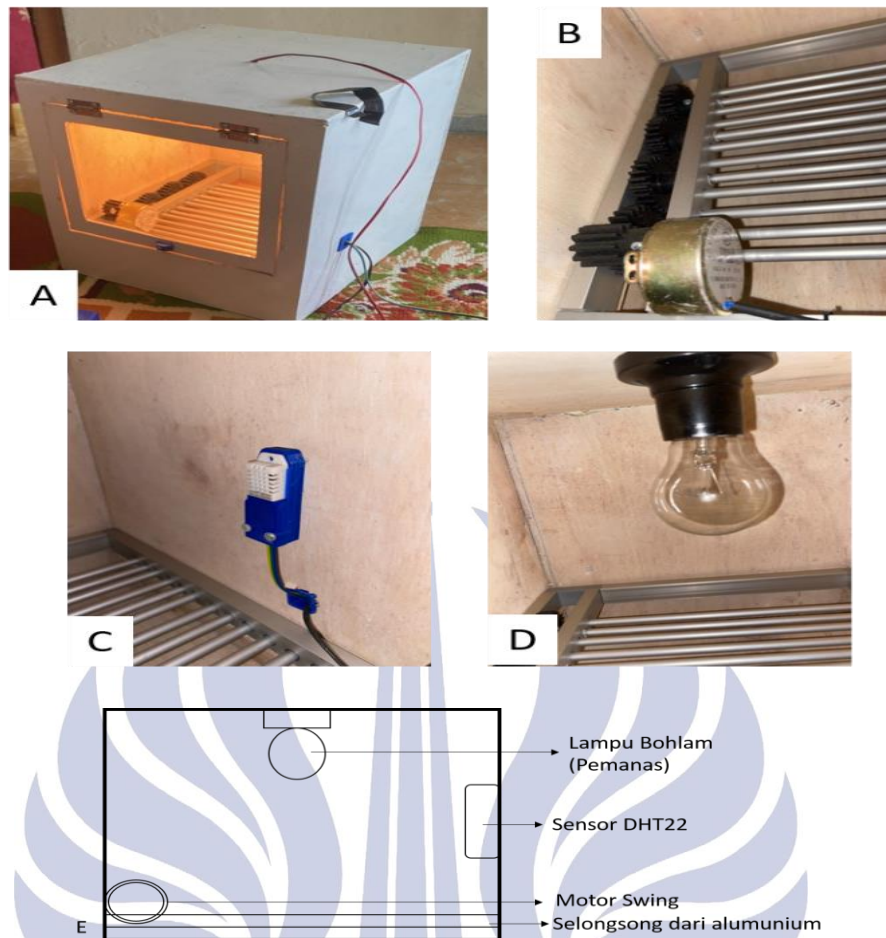 A
B
C
D
Lampu Bohlam
(Pemanas)
Sensor DHT22
Motor Swing
E
Selongsong dari alumunium